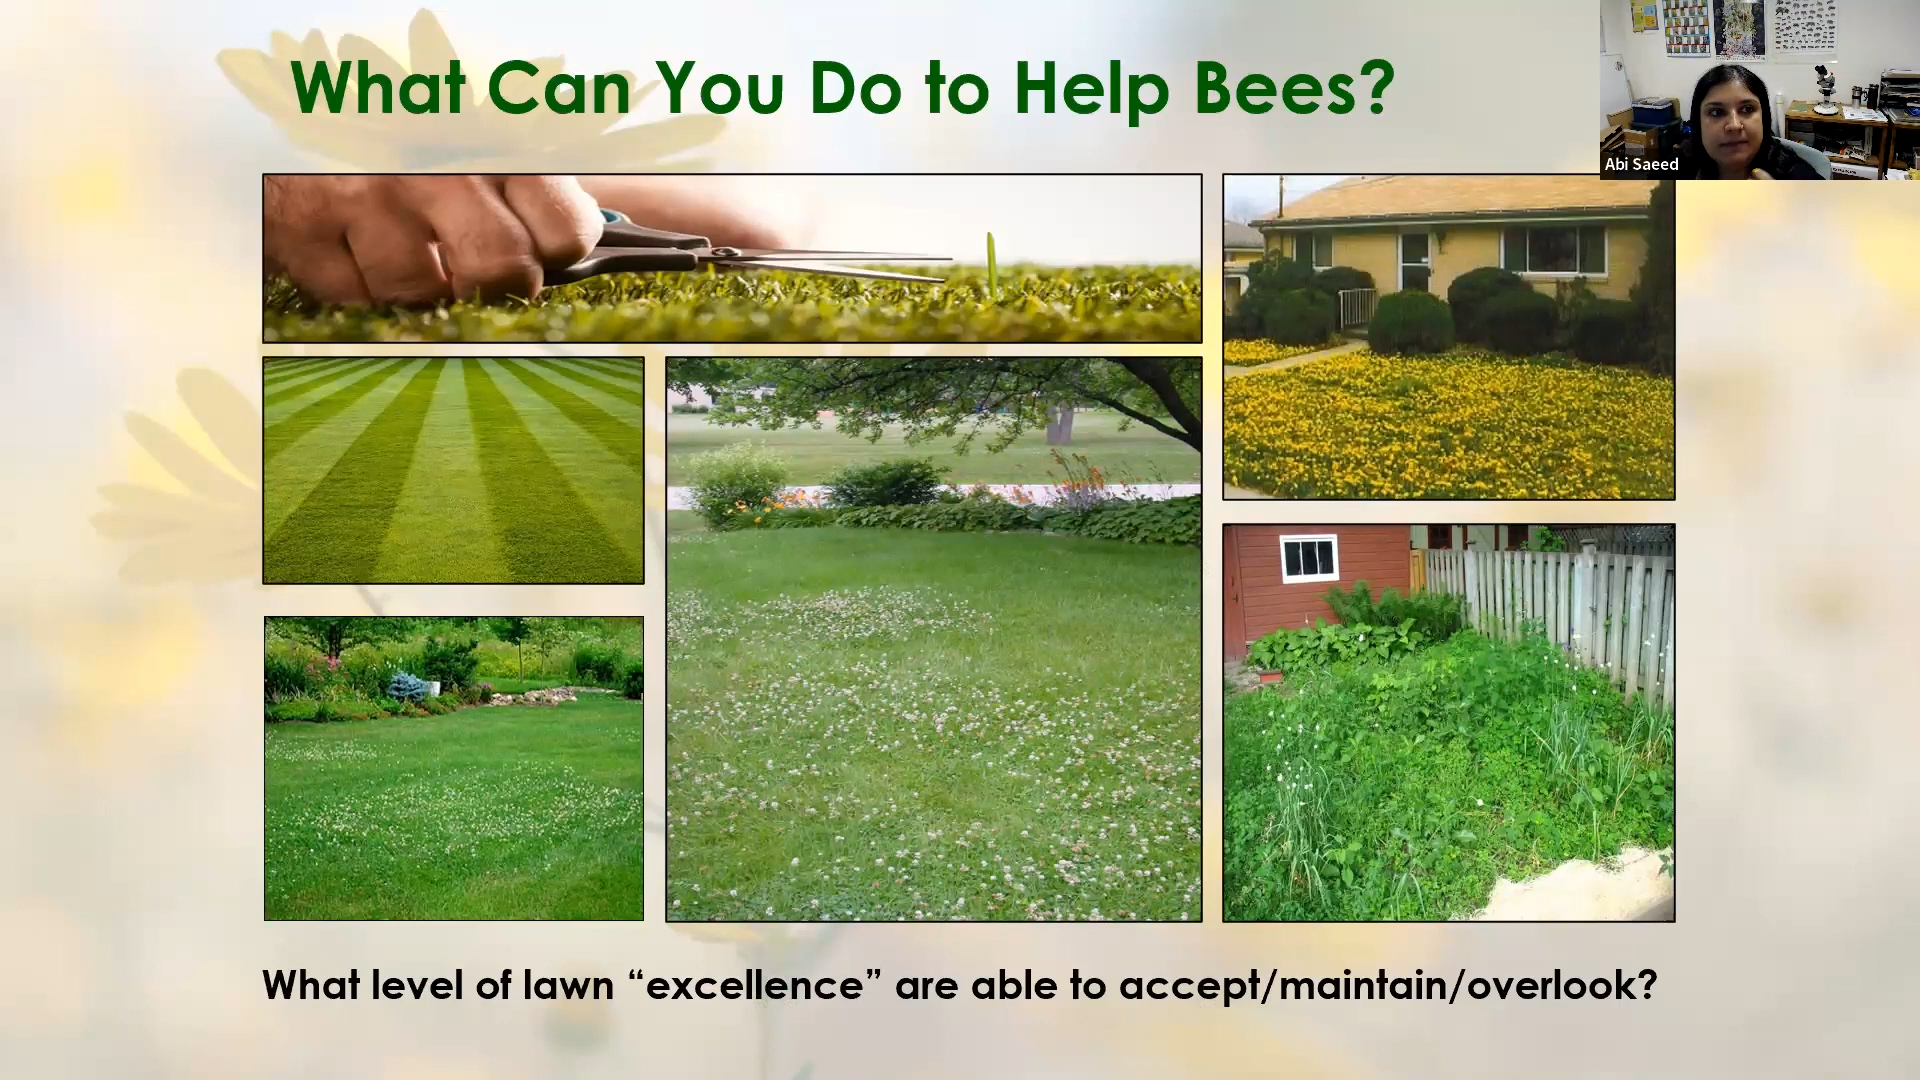 What Can You Do to Help Bees?
Abi Saeed
What level of lawn “excellence” are able to accept/maintain/overlook?